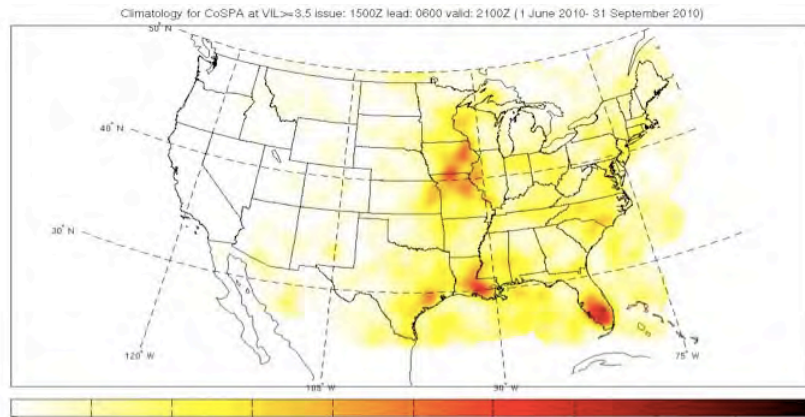 Climatology for CoSPA at VIL>=3.5 issue: 1500Z lead: 0600 valid: 2100Z (1 June 2010- 31 September 2010)
50° N
40° N
30° N
120° W
105° W
90° W
75° W